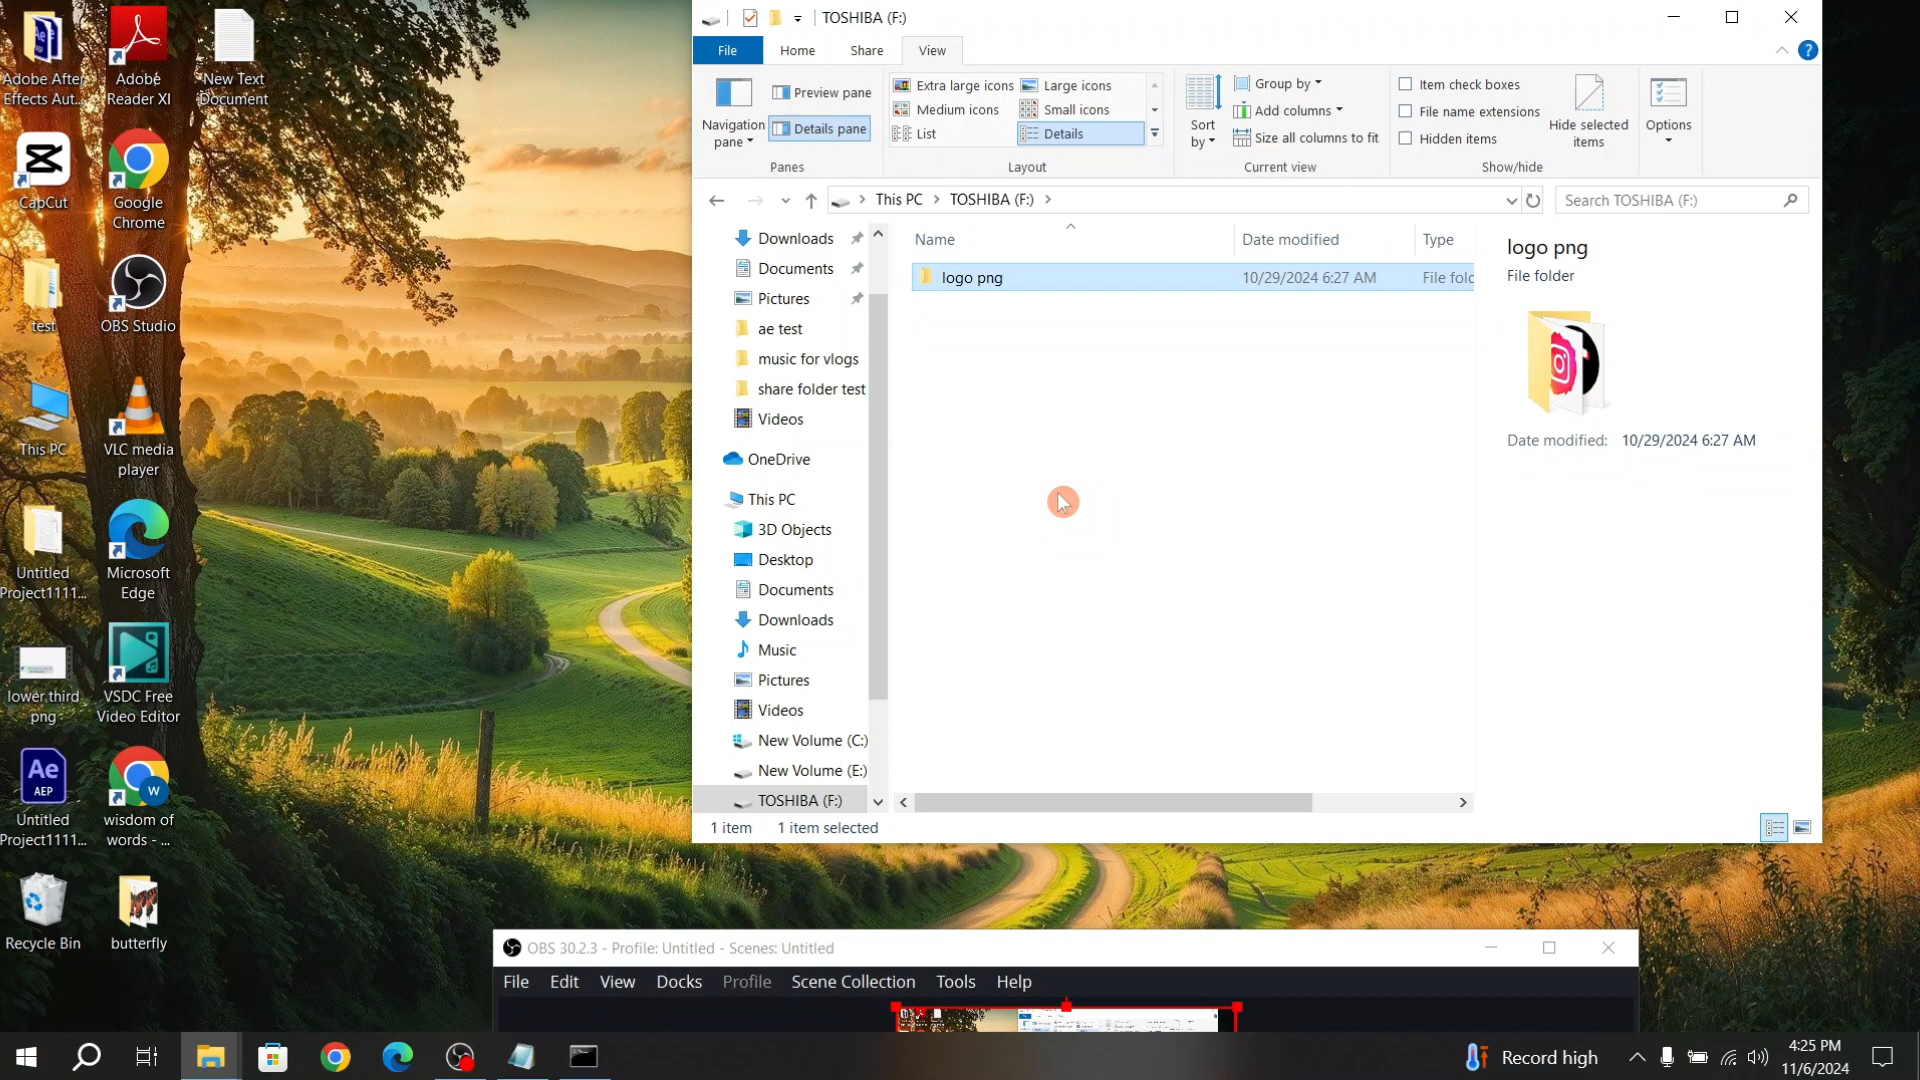 Adobe After
Effects Aut...
Adobe
Reader XI
New Text
Document
CapCut
Google
Chrome
test
OBS Studio
This PC
VLC media
player
Untitled
Project1111...
Microsoft
Edge
lower.third
png
VSDC Free
Video Editor
Ae
AEP
Untitled
Project1111...
W
wisdom of
words - ...
Recycle Bin
butterfly
TOSHIBA (F:)
File
Home
Share
View
?
Navigation
pane
Preview pane
Details pane
Panes
Extra large icons
Large icons
Medium icons
Small icons
List
Details
Layout
Sort
by
Group by
Add columns
Size all columns to fit
Current view
Item check boxes
File name extensions
Hidden items
Hide selected
items
Show/hide
Options
This PC
TOSHIBA (F:)
Search TOSHIBA (F:)
Downloads
Documents
Pictures
ae test
music for vlogs
share folder test
Videos
OneDrive
This PC
3D Objects
Desktop
Documents
Downloads
Music
Pictures
Videos
New Volume (C:)
New Volume (E:)
TOSHIBA (F:)
Name
Date modified
Type
logo png
10/29/2024 6:27 AM
File folc
logo png
File folder
Date modified: 10/29/2024 6:27 AM
1 item
1 item selected
OBS 30.2.3 - Profile: Untitled - Scenes: Untitled
File
Edit
View
Docks
Profile
Scene Collection
Tools
Help
Record high
4:25 PM
11/6/2024